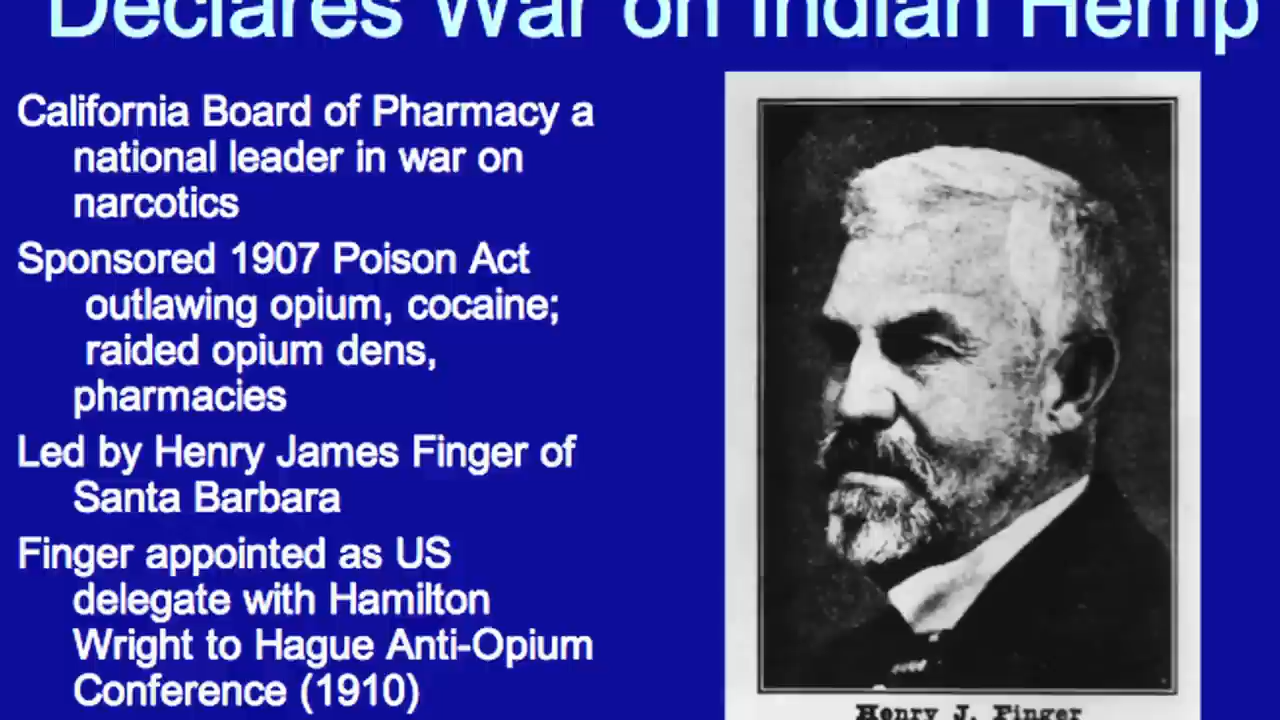 Declares War on Indian Hemp
California Board of Pharmacy a
national leader in war on
narcotics
Sponsored 1907 Poison Act
outlawing opium, cocaine;
raided opium dens,
pharmacies
Led by Henry James Finger of
Santa Barbara
Finger appointed as US
delegate with Hamilton
Wright to Hague Anti-Opium
Conference (1910)
Henry J. Finger